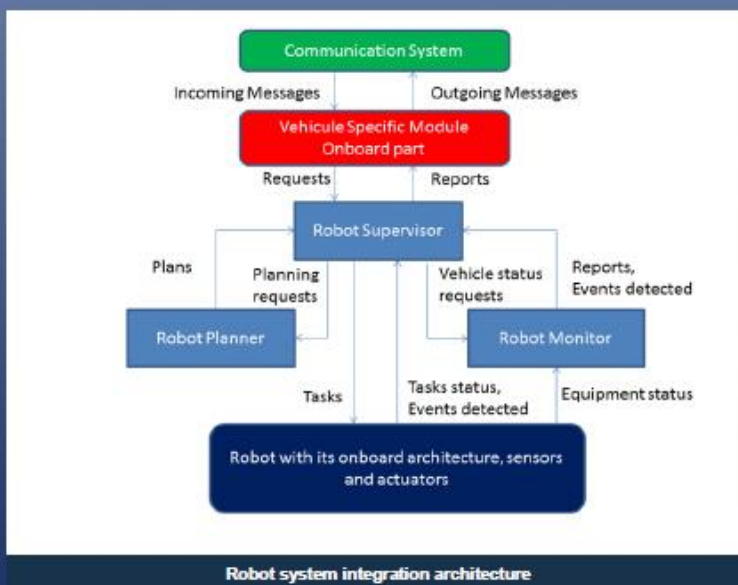 Communication System
Incoming Messages
Outgoing Messages
Vehicule Specific Module
Onboard part
Requests
Reports
Robot Supervisor
Plans
Planning
requests
Vehicle status
requests
Reports,
Events detected
Robot Planner
Robot Monitor
Tasks
Tasks status,
Events detected
Equipment status
Robot with its onboard architecture, sensors
and actuators
Robot system integration architecture